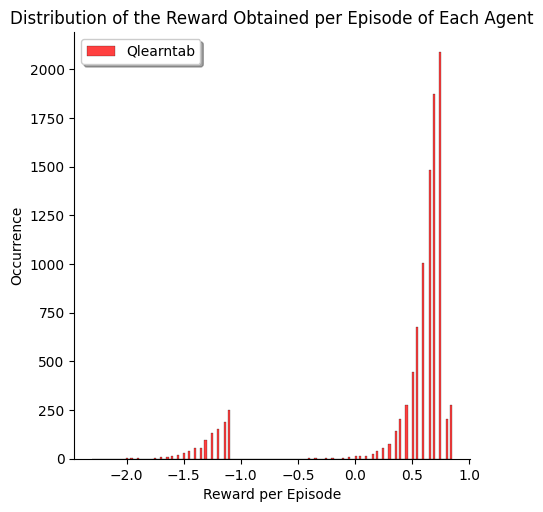 Distribution of the Reward Obtained per Episode of Each Agent
Qlearntab
2000
1750
1500
1250
1000
750
500
250
0
Occurrence
−2.0 −1.5 −1.0 −0.5 0.0 0.5 1.0
Reward per Episode